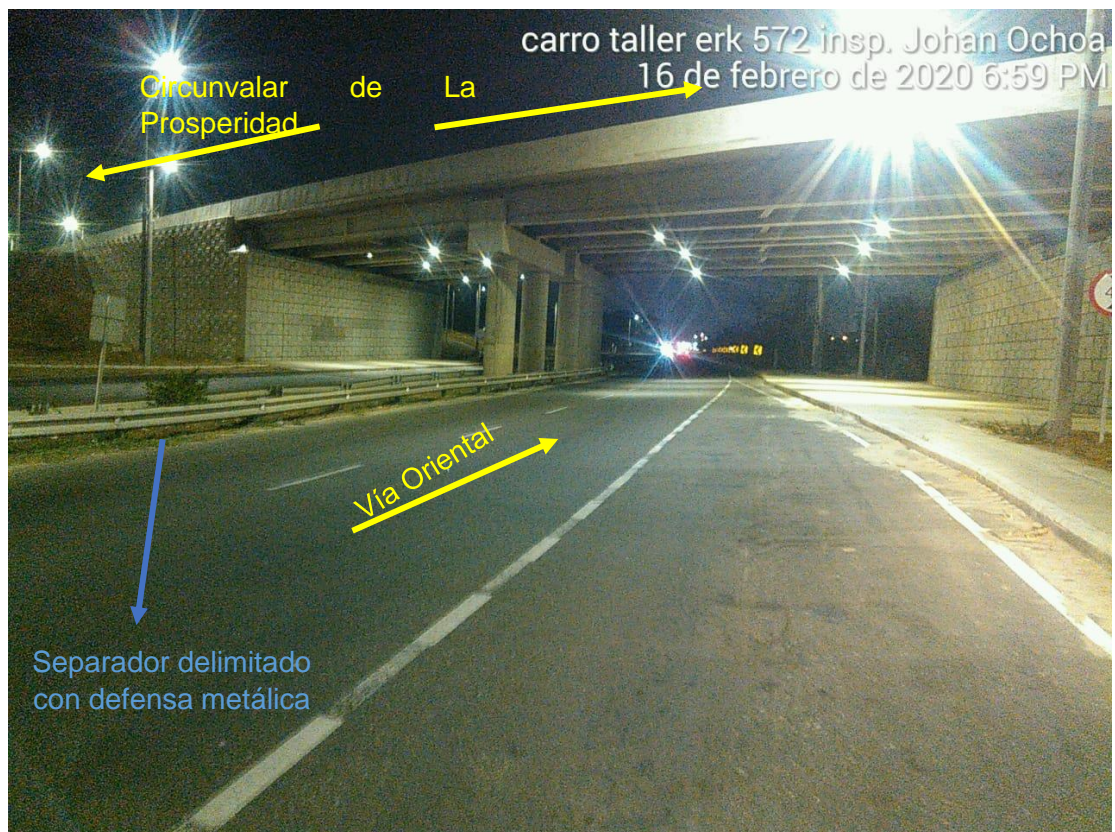 carro taller erk 572 insp. Johan Ochoa
16 de febrero de 2020 6:59 PM
Circunvalar de La
Prosperidad
Vía Oriental
Separador delimitado
con defensa metálica
4